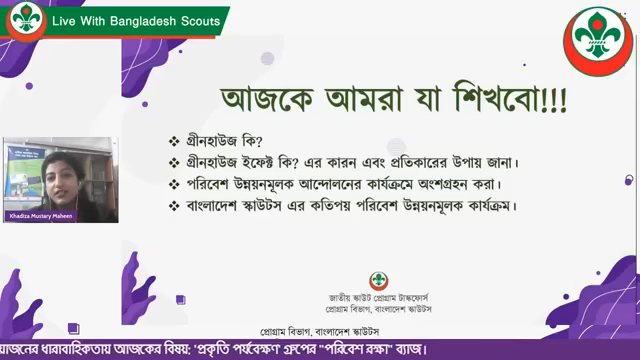 Live With Bangladesh Scouts
আজকে আমরা যা শিখবো!!!
❖ গ্রীনহাউজ কি?
❖ গ্রীনহাউজ ইফেক্ট কি? এর কারন এবং প্রতিকারের উপায় জানা।
❖ পরিবেশ উন্নয়নমূলক আন্দোলনের কার্যক্রমে অংশগ্রহন করা।
❖ বাংলাদেশ স্কাউটস এর কতিপয় পরিবেশ উন্নয়নমূলক কার্যক্রম।
Khadiza Mustary Maheen
জাতীয় স্কাউট প্রোগ্রাম টাস্কফোর্স
প্রোগ্রাম বিভাগ, বাংলাদেশ স্কাউটস
প্রোগ্রাম বিভাগ, বাংলাদেশ স্কাউটস
য়োজনের ধারাবাহিকতায় আজকের বিষয়: 'প্রকৃতি পর্যবেক্ষণ' গ্রুপের "পরিবেশ রক্ষা" ব্যাজ।